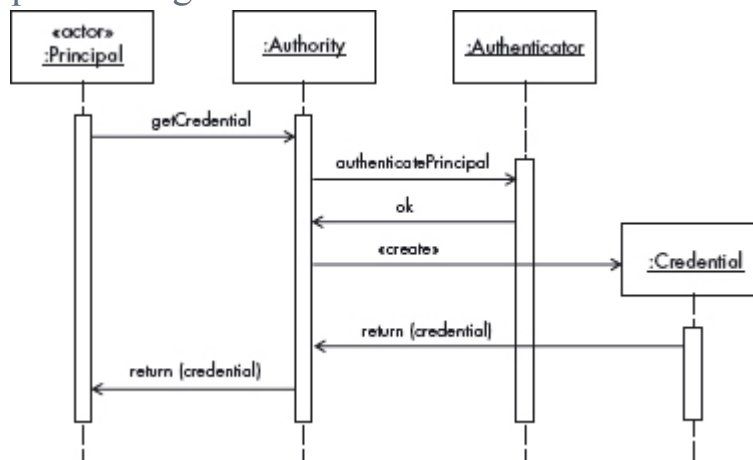 «actor»
:Principal
:Authority
:Authenticator
getCredential
authenticatePrincipal
ok
«create»
:Credential
return (credential)
return (credential)